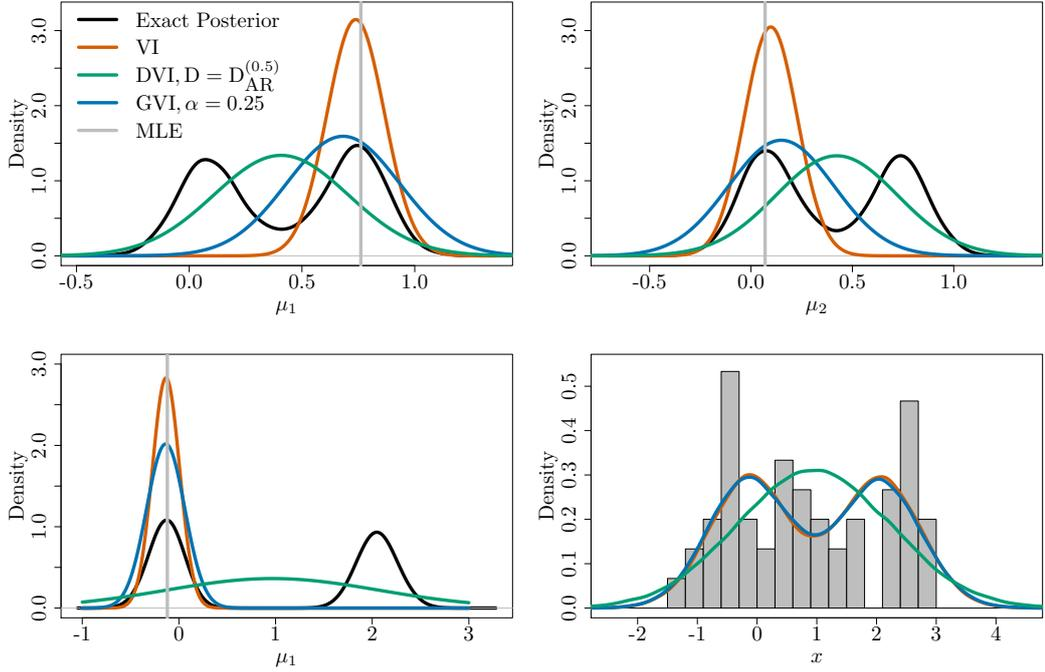 Exact Posterior
VI
DVI, D = D_AR^(0.5)
GVI, α = 0.25
MLE
Density
0.0 1.0 2.0 3.0
-0.5 0.0 0.5 1.0
μ1
Density
0.0 1.0 2.0 3.0
-0.5 0.0 0.5 1.0
μ2
Density
0.0 1.0 2.0 3.0
-1 0 1 2 3
μ1
Density
0.0 0.1 0.2 0.3 0.4 0.5
-2 -1 0 1 2 3 4
x